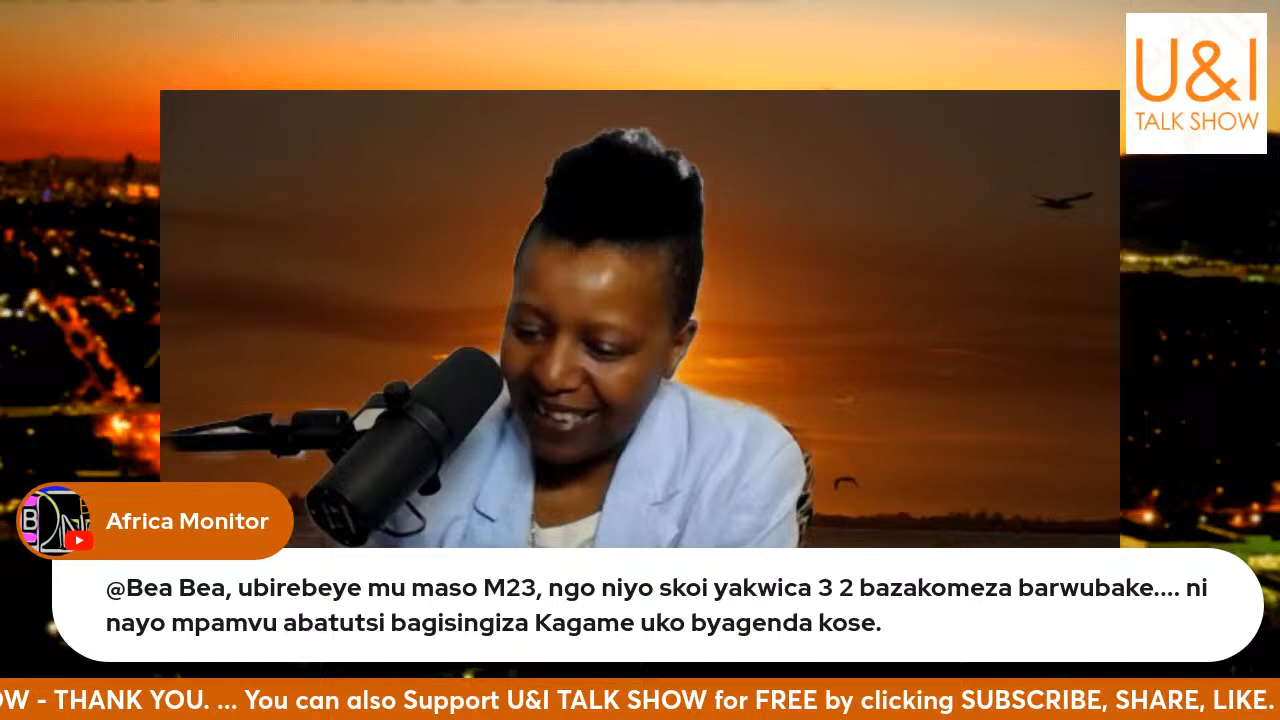 U&I
TALK SHOW
Africa Monitor
@Bea Bea, ubirebeye mu maso M23, ngo niyo skoi yakwica 3 2 bazakomeza barwubake.... ni
nayo mpamvu abatutsi bagisingiza Kagame uko byagenda kose.
OW - THANK YOU. ... You can also Support U&I TALK SHOW for FREE by clicking SUBSCRIBE, SHARE, LIKE.